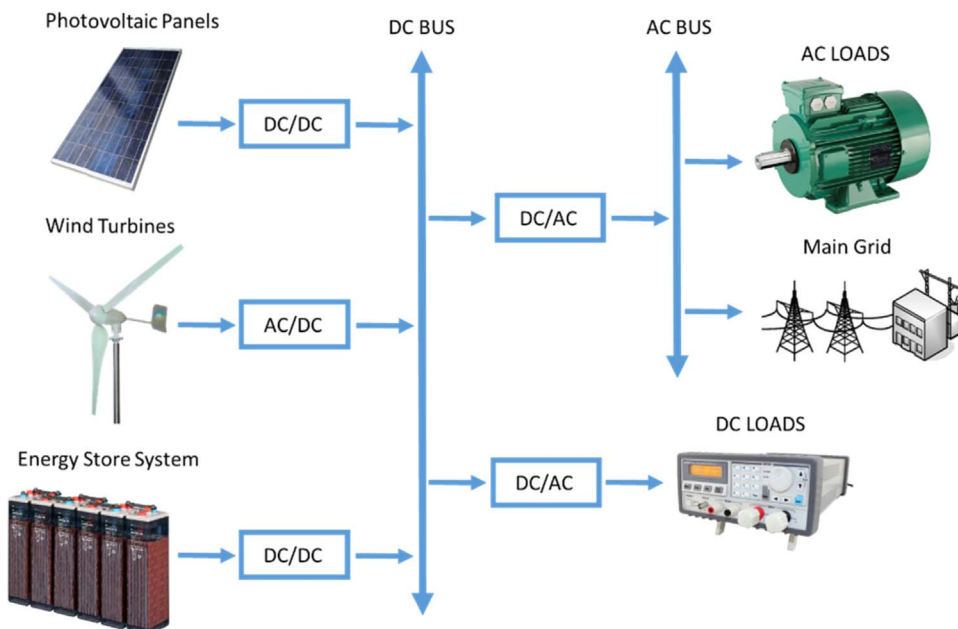 Photovoltaic Panels
DC BUS
AC BUS
AC LOADS
DC/DC
Wind Turbines
DC/AC
Main Grid
AC/DC
DC LOADS
Energy Store System
DC/AC
DC/DC